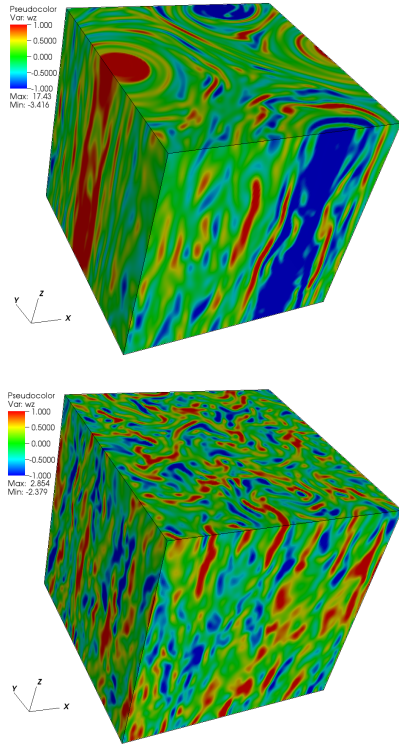 Pseudocolor
Var: wz
1.000
0.5000
0.000
-0.5000
-1.000
Max: 17.43
Min: -3.416
Y
Z
X
Pseudocolor
Var: wz
1.000
0.5000
0.000
-0.5000
-1.000
Max: 2.854
Min: -2.379
Y
Z
X